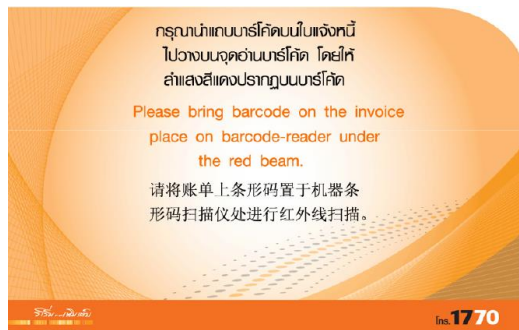 กรุณานำแถบบาร์โค้ดบนใบแจ้งหนี้
ไปวางบนจุดอ่านบาร์โค้ด โดยให้
ลำแสงสีแดงปรากฏบนบาร์โค้ด
Please bring barcode on the invoice
place on barcode-reader under
the red beam.
请将账单上条形码置于机器条
形码扫描仪处进行红外线扫描。
โทร.1770